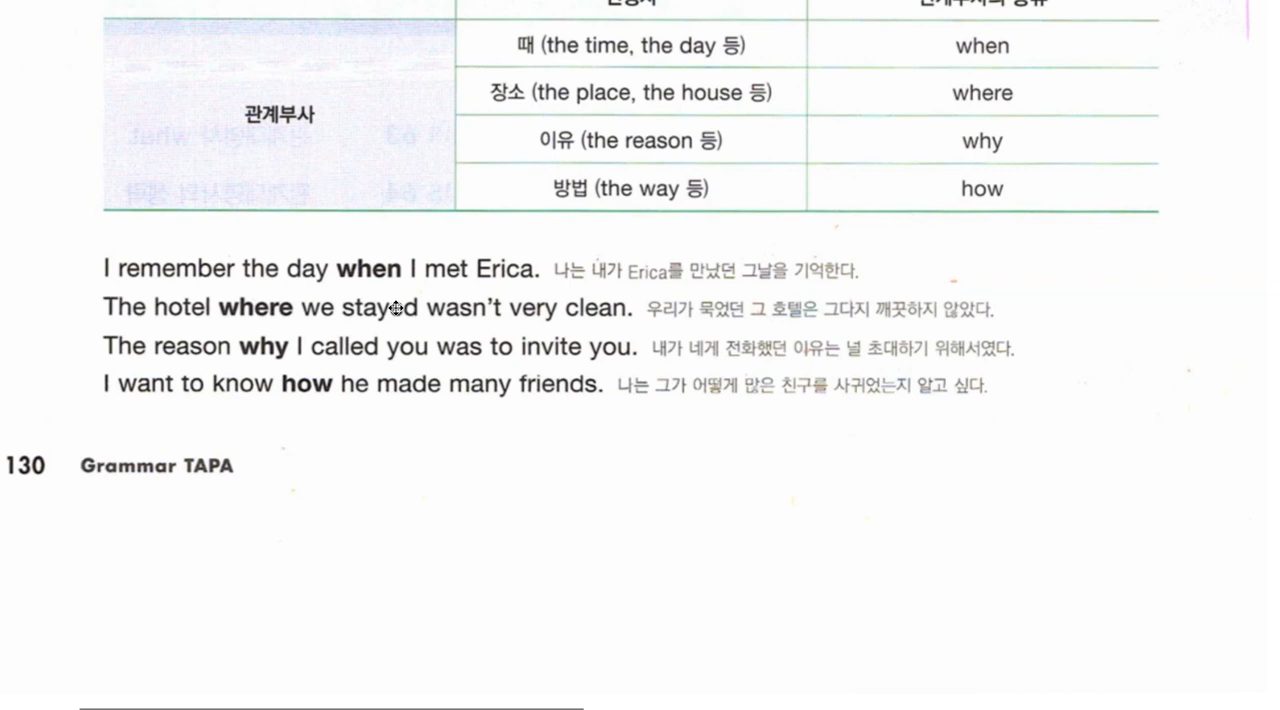 때 (the time, the day 등) when
장소 (the place, the house 등) where
관계부사
이유 (the reason 등) why
방법 (the way 등) how
I remember the day when I met Erica. 나는 내가 Erica를 만났던 그날을 기억한다.
The hotel where we stayed wasn't very clean. 우리가 묵었던 그 호텔은 그다지 깨끗하지 않았다.
The reason why I called you was to invite you. 내가 네게 전화했던 이유는 널 초대하기 위해서였다.
I want to know how he made many friends. 나는 그가 어떻게 많은 친구를 사귀었는지 알고 싶다.
130 Grammar TAPA